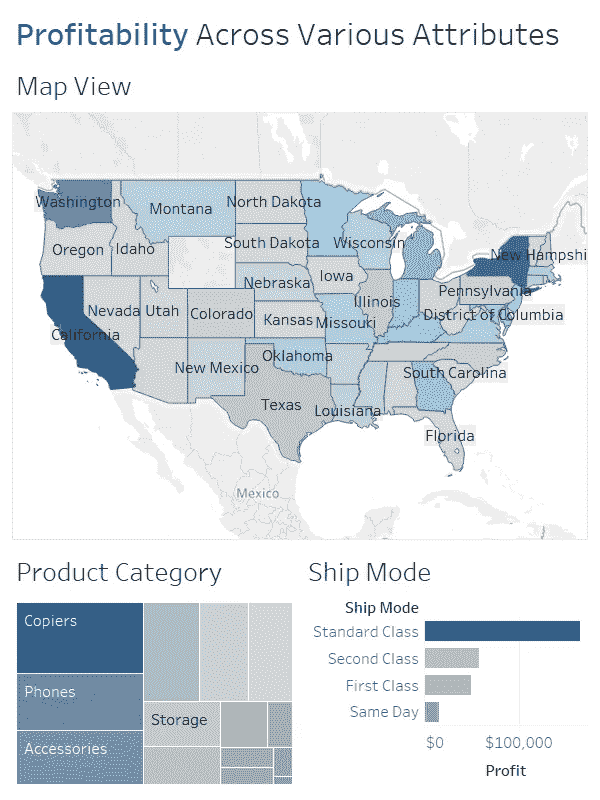 Profitability Across Various Attributes
Map View
Washington
Montana
North Dakota
Oregon
Idaho
South Dakota
Wisconsin
New Hampshi
Nevada
Utah
Colorado
Nebraska
Iowa
Illinois
Pennsylvania
California
Kansas
Missouri
District of Columbia
New Mexico
Oklahoma
South Carolina
Texas
Louisiana
Florida
Mexico
Product Category
Copiers
Phones
Storage
Accessories
Ship Mode
Ship Mode
Standard Class
Second Class
First Class
Same Day
$0 $100,000
Profit